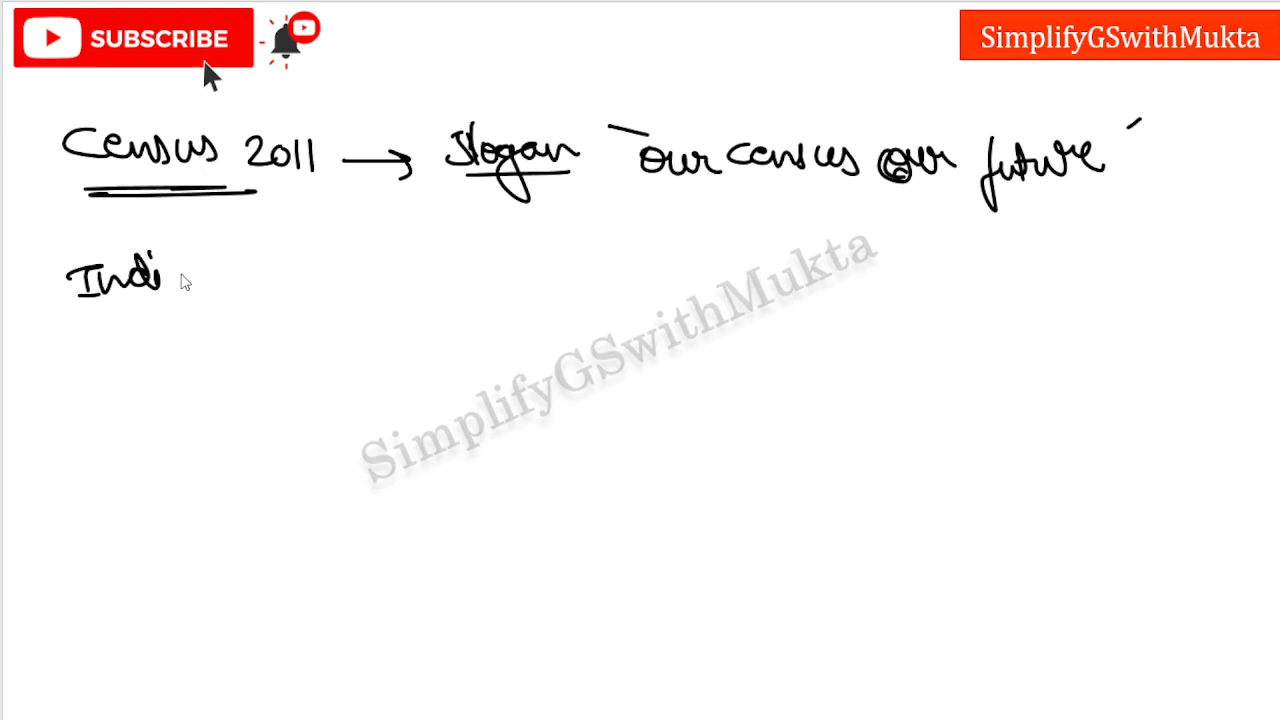 SUBSCRIBE
SimplifyGSwithMukta
Census 2011 → Slogan "our census our future"
Indi
SimplifyGSwithMukta